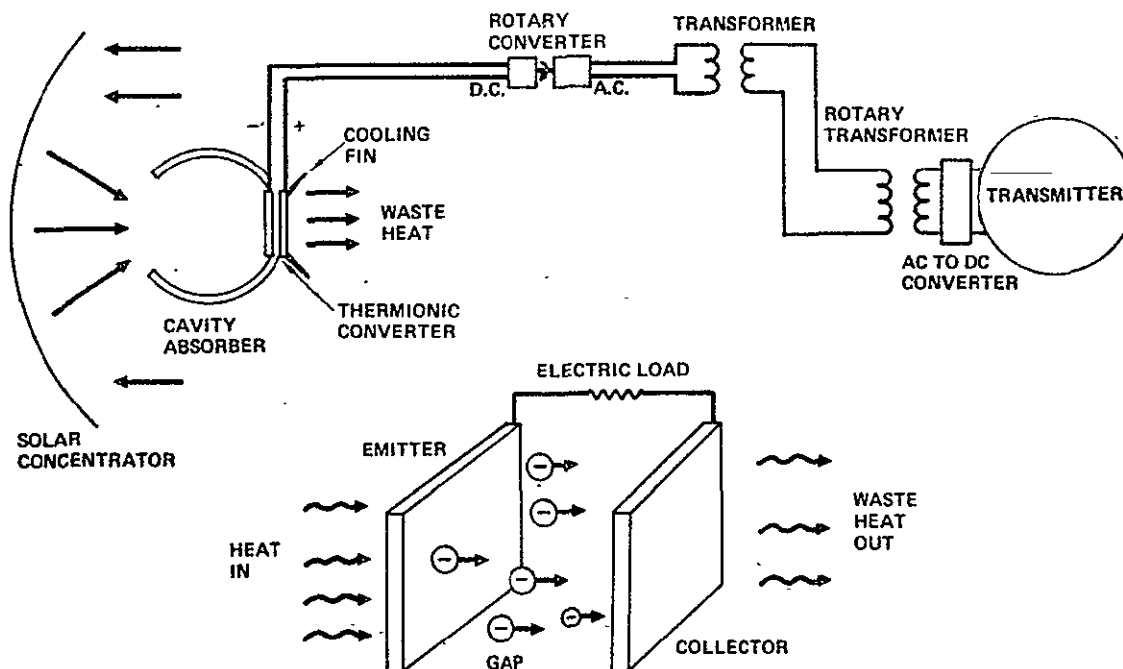 ROTARY
CONVERTER
TRANSFORMER
D.C.
A.C.
ROTARY
TRANSFORMER
− +
COOLING
FIN
TRANSMITTER
WASTE
HEAT
AC TO DC
CONVERTER
THERMIONIC
CONVERTER
CAVITY
ABSORBER
SOLAR
CONCENTRATOR
ELECTRIC LOAD
EMITTER
− 
−
WASTE
HEAT
OUT
HEAT
IN
−
−
−
−
COLLECTOR
GAP